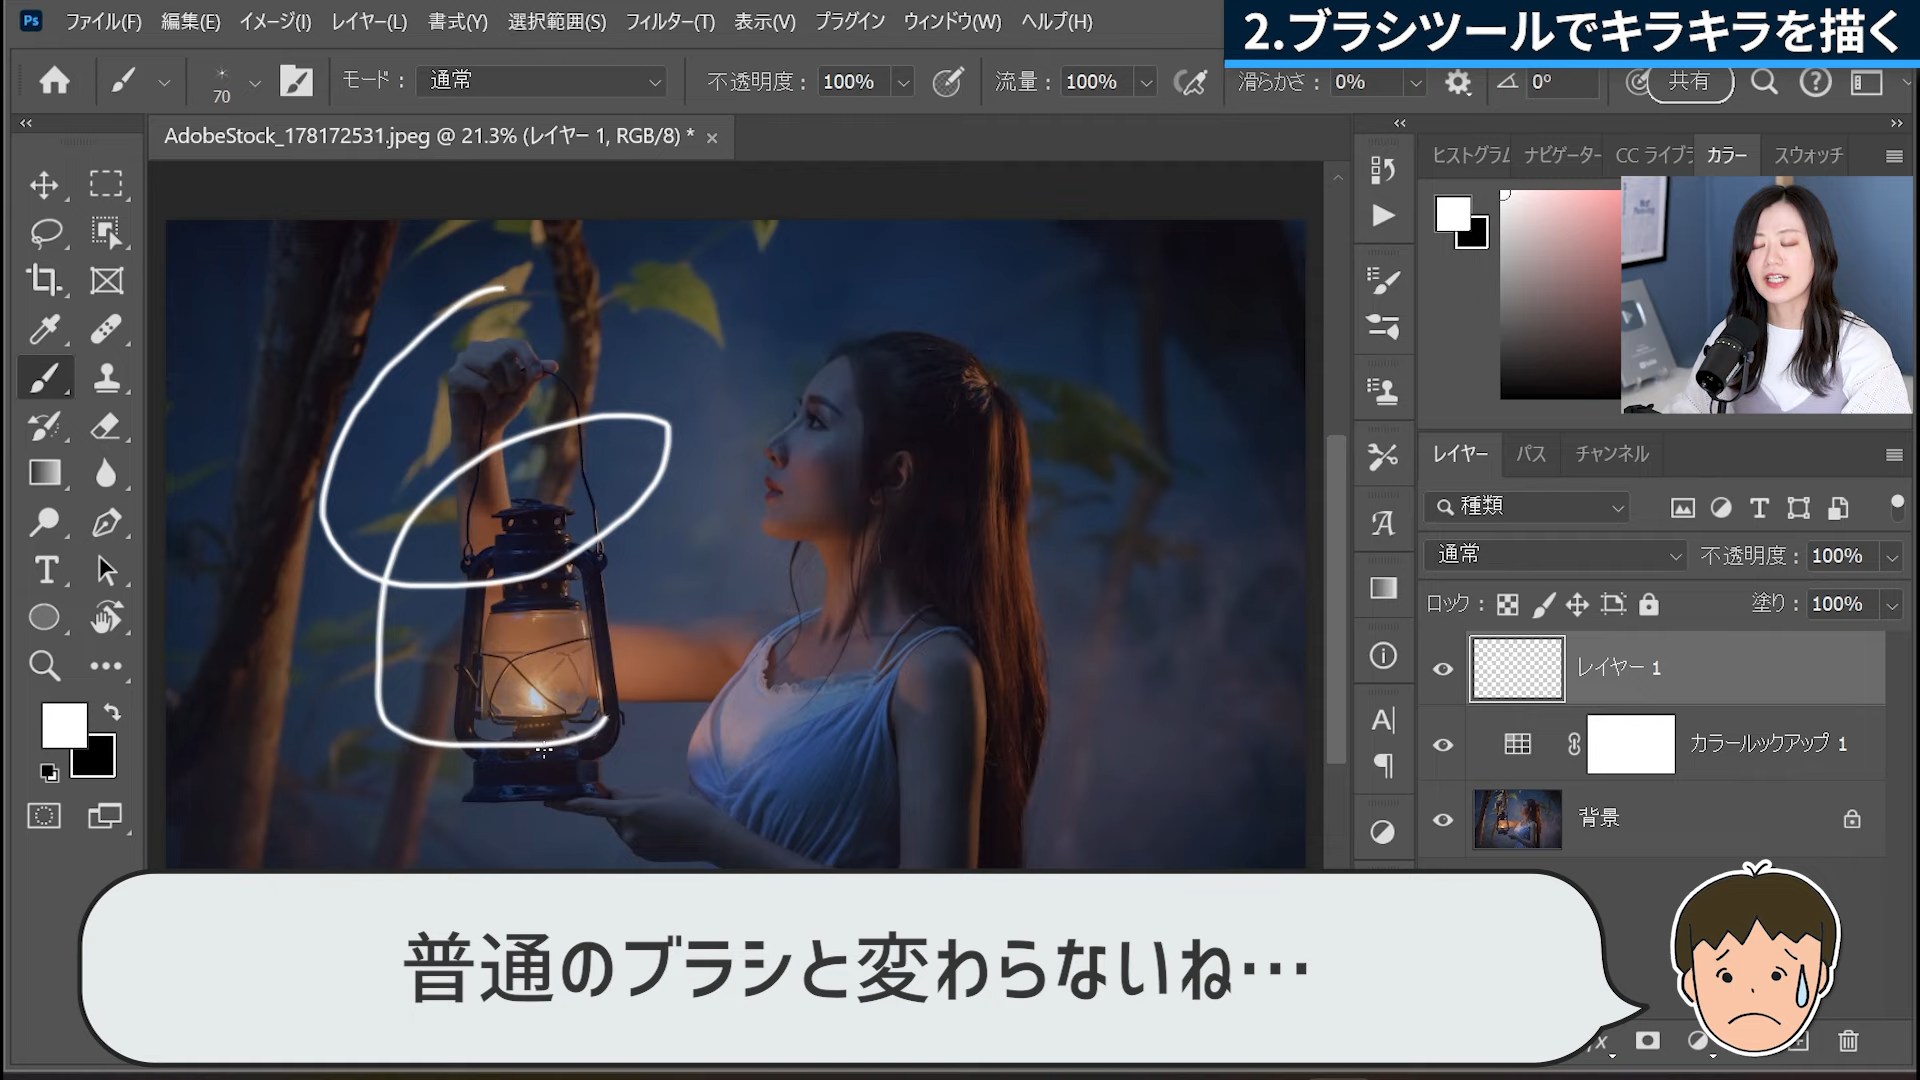 Ps ファイル(F) 編集(E) イメージ(I) レイヤー(L) 書式(Y) 選択範囲(S) フィルター(T) 表示(V) プラグイン ウィンドウ(W) ヘルプ(H)
2.ブラシツールでキラキラを描く
70 モード： 通常 不透明度： 100% 流量： 100% 滑らかさ： 0% 0° 共有
AdobeStock_178172531.jpeg @ 21.3% (レイヤー 1, RGB/8) *
ヒストグラム ナビゲーター CC ライブラ カラー スウォッチ
レイヤー パス チャンネル
種類
通常 不透明度： 100%
ロック： 塗り： 100%
レイヤー 1
カラールックアップ 1
背景
普通のブラシと変わらないね…